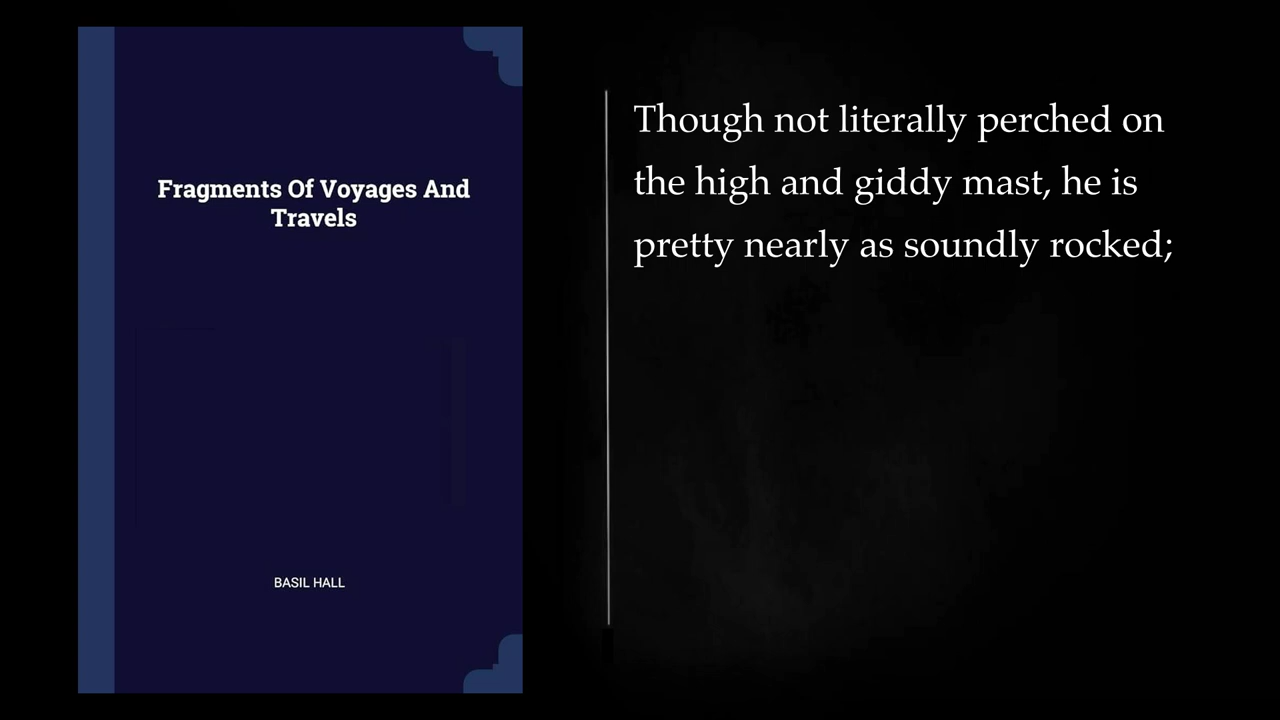 Fragments Of Voyages And
Travels
BASIL HALL
Though not literally perched on
the high and giddy mast, he is
pretty nearly as soundly rocked;